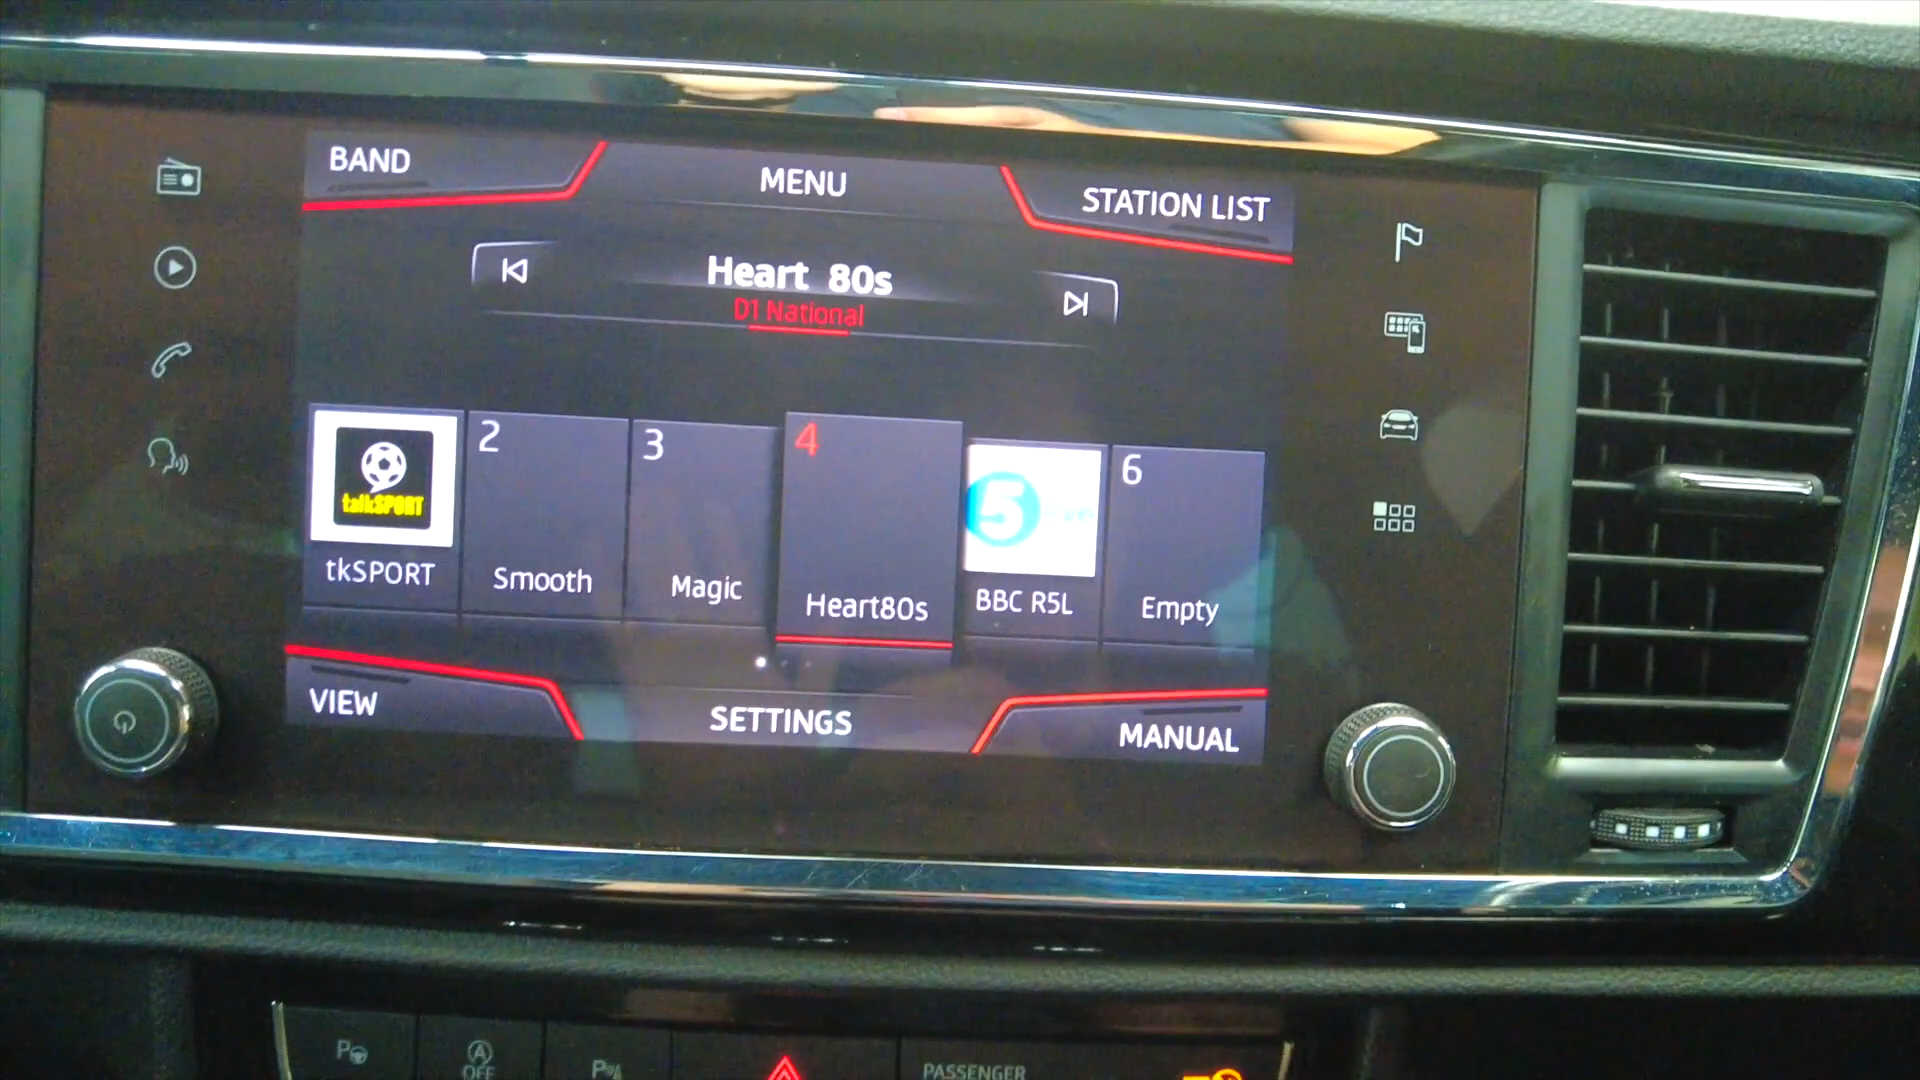 BAND
MENU
STATION LIST
Heart 80s
D1 National
talkSPORT
tkSPORT
2
Smooth
3
Magic
4
Heart80s
5
BBC R5L
6
Empty
VIEW
SETTINGS
MANUAL
P
A
OFF
P
PASSENGER